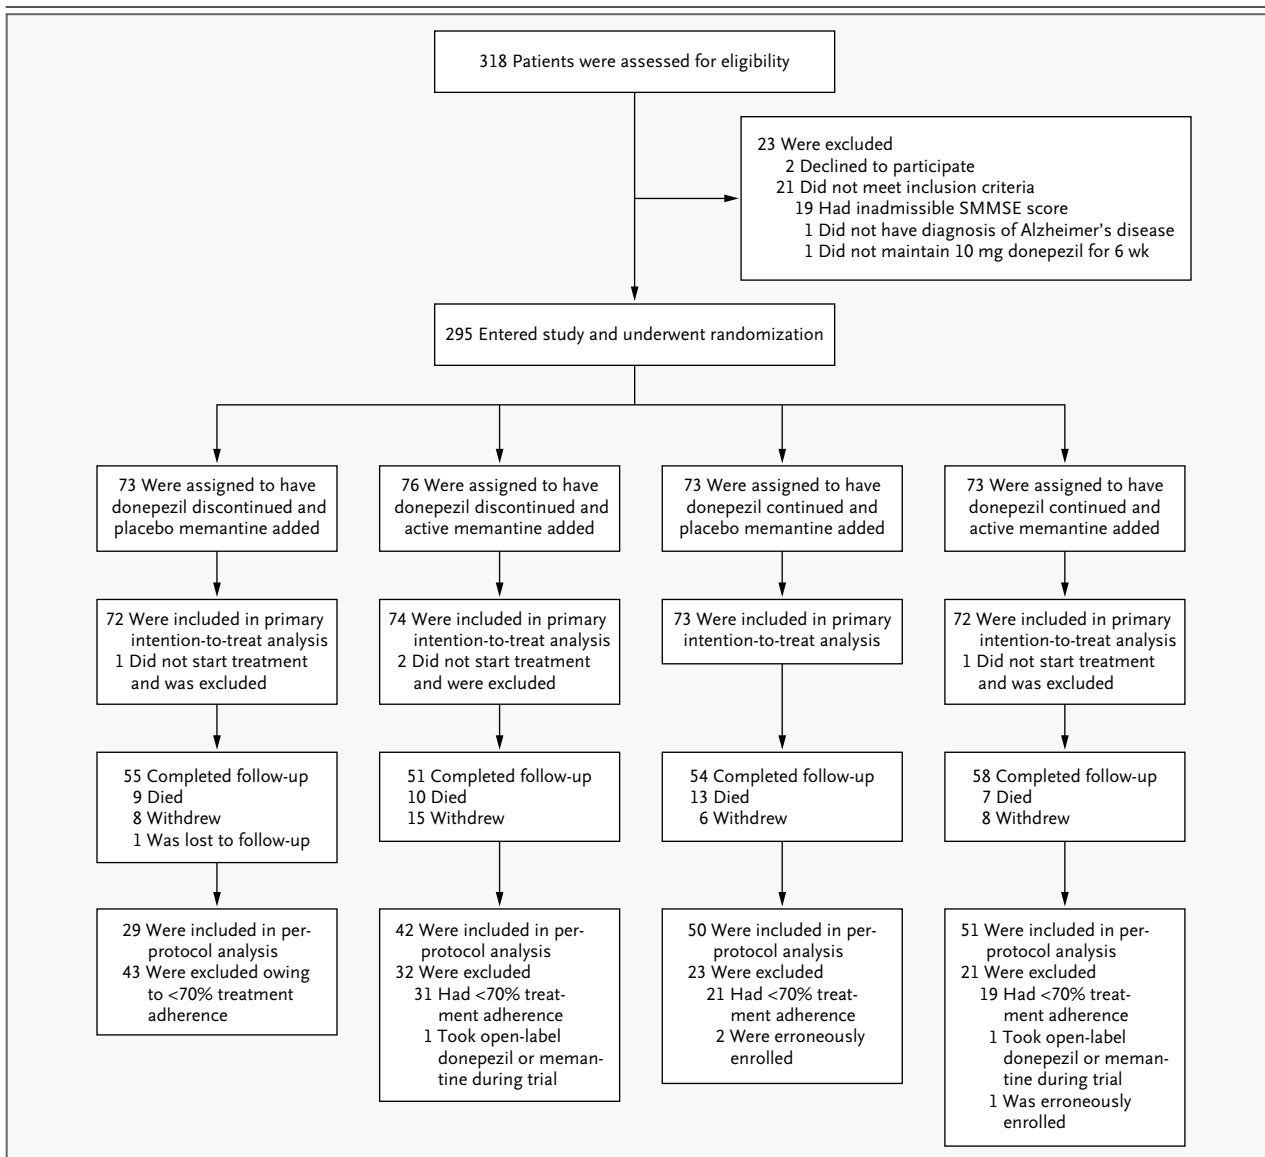 318 Patients were assessed for eligibility
23 Were excluded
2 Declined to participate
21 Did not meet inclusion criteria
19 Had inadmissible SMMSE score
1 Did not have diagnosis of Alzheimer's disease
1 Did not maintain 10 mg donepezil for 6 wk
295 Entered study and underwent randomization
73 Were assigned to have
donepezil discontinued and
placebo memantine added
76 Were assigned to have
donepezil discontinued and
active memantine added
73 Were assigned to have
donepezil continued and
placebo memantine added
73 Were assigned to have
donepezil continued and
active memantine added
72 Were included in primary
intention-to-treat analysis
1 Did not start treatment
and was excluded
74 Were included in primary
intention-to-treat analysis
2 Did not start treatment
and were excluded
73 Were included in primary
intention-to-treat analysis
72 Were included in primary
intention-to-treat analysis
1 Did not start treatment
and was excluded
55 Completed follow-up
9 Died
8 Withdrew
1 Was lost to follow-up
51 Completed follow-up
10 Died
15 Withdrew
54 Completed follow-up
13 Died
6 Withdrew
58 Completed follow-up
7 Died
8 Withdrew
29 Were included in per-
protocol analysis
43 Were excluded owing
to <70% treatment
adherence
42 Were included in per-
protocol analysis
32 Were excluded
31 Had <70% treat-
ment adherence
1 Took open-label
donepezil or meman-
tine during trial
50 Were included in per-
protocol analysis
23 Were excluded
21 Had <70% treat-
ment adherence
2 Were erroneously
enrolled
51 Were included in per-
protocol analysis
21 Were excluded
19 Had <70% treat-
ment adherence
1 Took open-label
donepezil or meman-
tine during trial
1 Was erroneously
enrolled